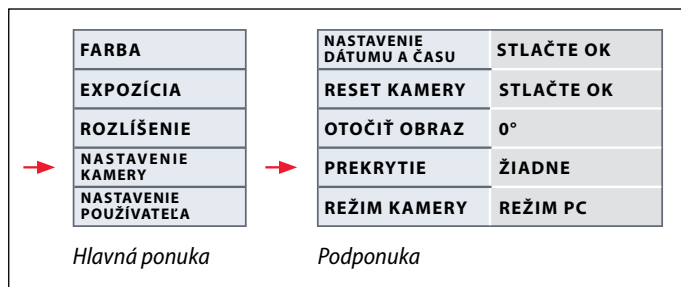 FARBA
EXPOZÍCIA
ROZLÍŠENIE
NASTAVENIE
KAMERY
NASTAVENIE
POUŽÍVATEĽA
Hlavná ponuka
NASTAVENIE
DÁTUMU A ČASU
STLAČTE OK
RESET KAMERY
STLAČTE OK
OTOČIŤ OBRAZ
0°
PREKRYTIE
ŽIADNE
REŽIM KAMERY
REŽIM PC
Podponuka